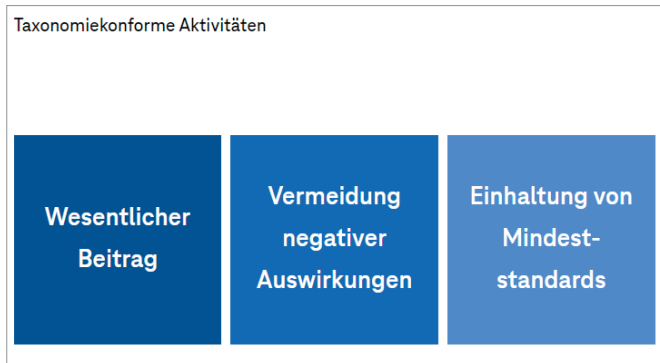 Taxonomiekonforme Aktivitäten
Wesentlicher
Beitrag
Vermeidung
negativer
Auswirkungen
Einhaltung von
Mindest-
standards